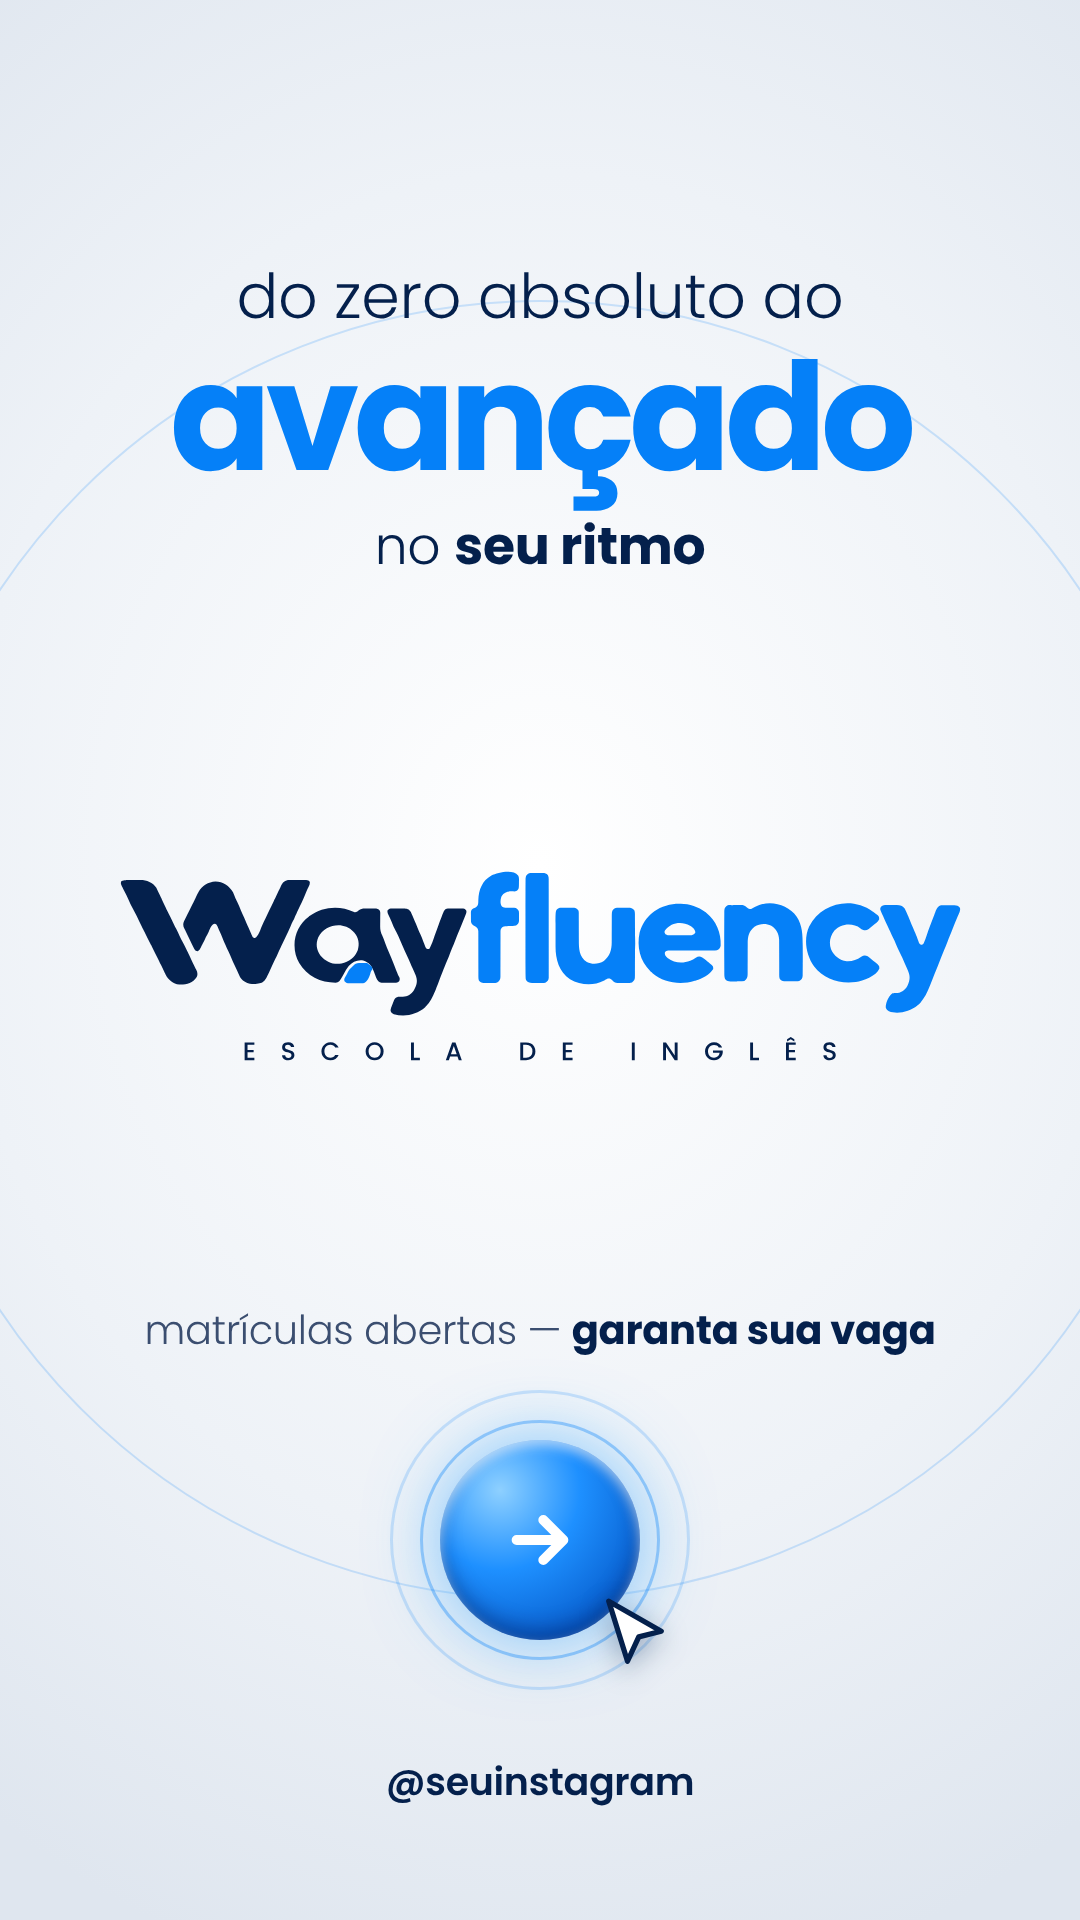 do zero absoluto ao
avançado
no seu ritmo
Wayfluency
ESCOLA DE INGLÊS
matrículas abertas — garanta sua vaga
@seuinstagram